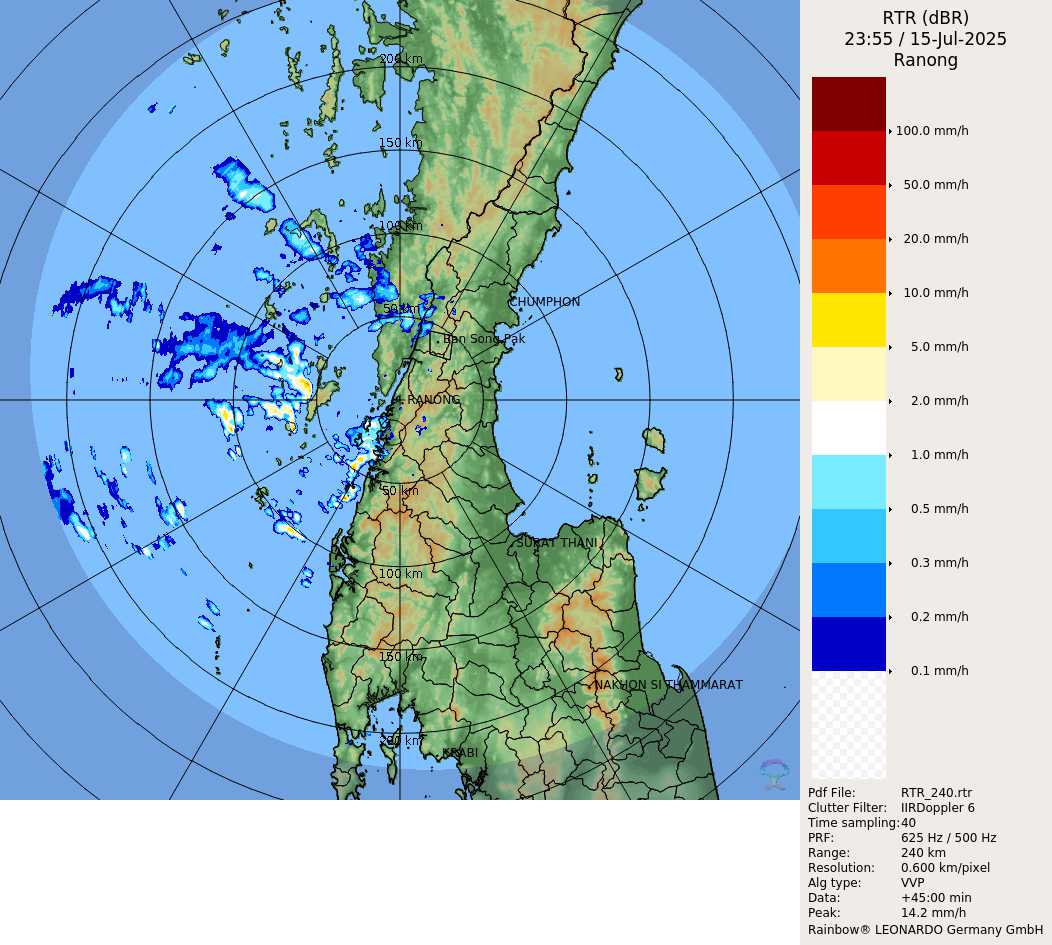 RTR (dBR)
23:55 / 15-Jul-2025
Ranong
100.0 mm/h
50.0 mm/h
20.0 mm/h
10.0 mm/h
5.0 mm/h
2.0 mm/h
1.0 mm/h
0.5 mm/h
0.3 mm/h
0.2 mm/h
0.1 mm/h
200 km
150 km
100 km
CHUMPHON
50 km
Ban Song Pak
RANONG
50 km
SURAT THANI
100 km
150 km
NAKHON SI THAMMARAT
200 km
KRABI
Pdf File: RTR_240.rtr
Clutter Filter: IIRDoppler 6
Time sampling: 40
PRF: 625 Hz / 500 Hz
Range: 240 km
Resolution: 0.600 km/pixel
Alg type: VVP
Data: +45:00 min
Peak: 14.2 mm/h
Rainbow® LEONARDO Germany GmbH